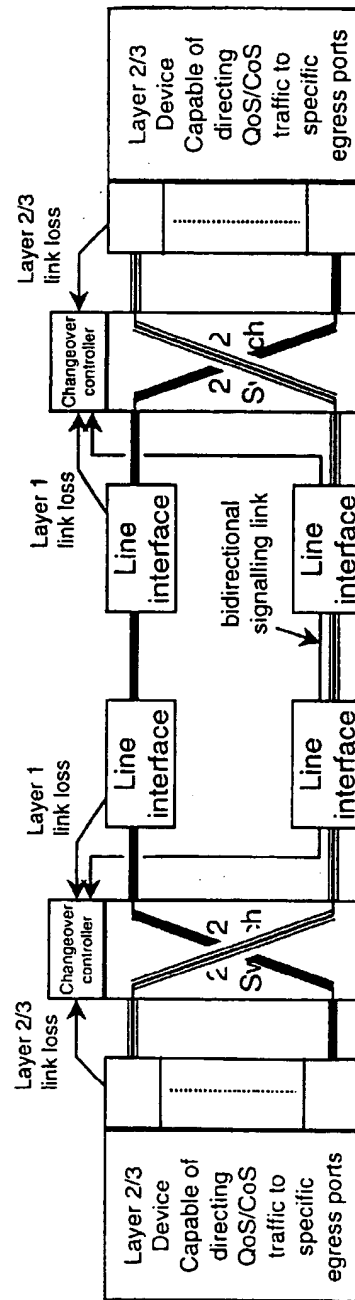 Layer 2/3
Device
Capable of
directing
QoS/CoS
traffic to
specific
egress ports
Layer 2/3
link loss
Changeover
controller
2 2
Layer 1
link loss
Line
interface
Line
interface
Layer 1
link loss
Line
interface
bidirectional
signalling link
Line
interface
Layer 2/3
link loss
Changeover
controller
2 2
Layer 2/3
Device
Capable of
directing
QoS/CoS
traffic to
specific
egress ports